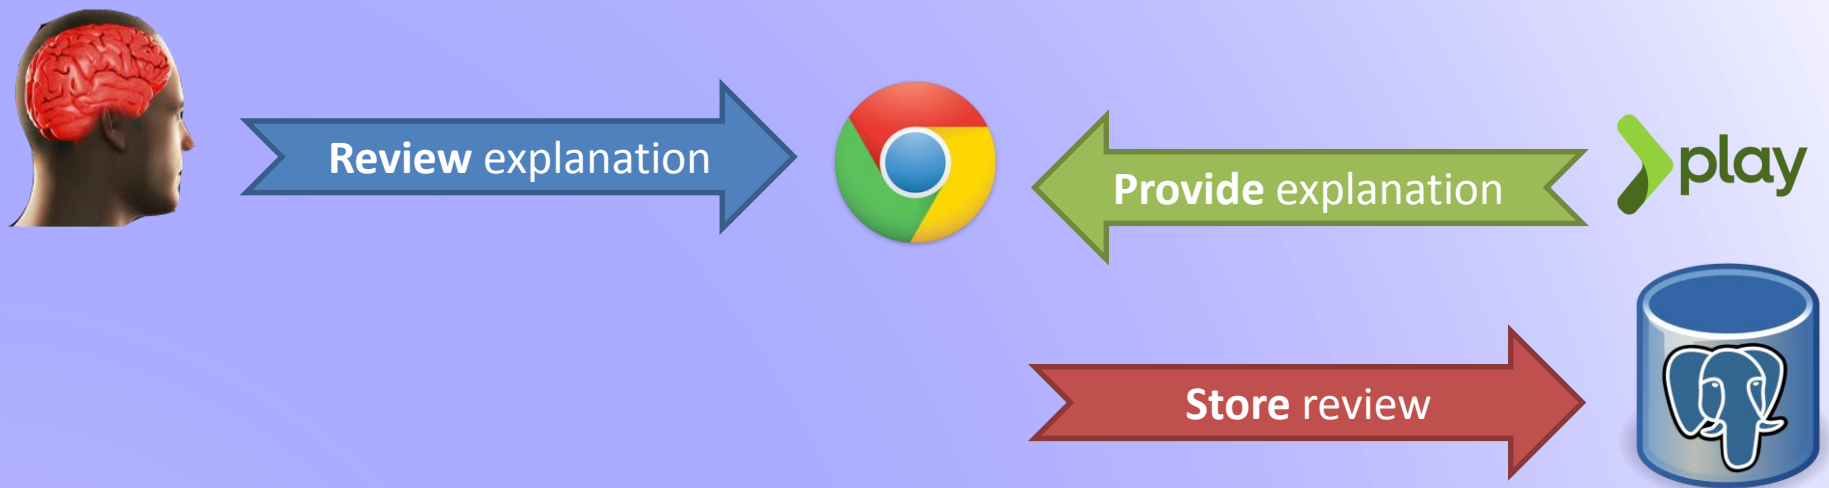 Review explanation
Provide explanation
play
Store review